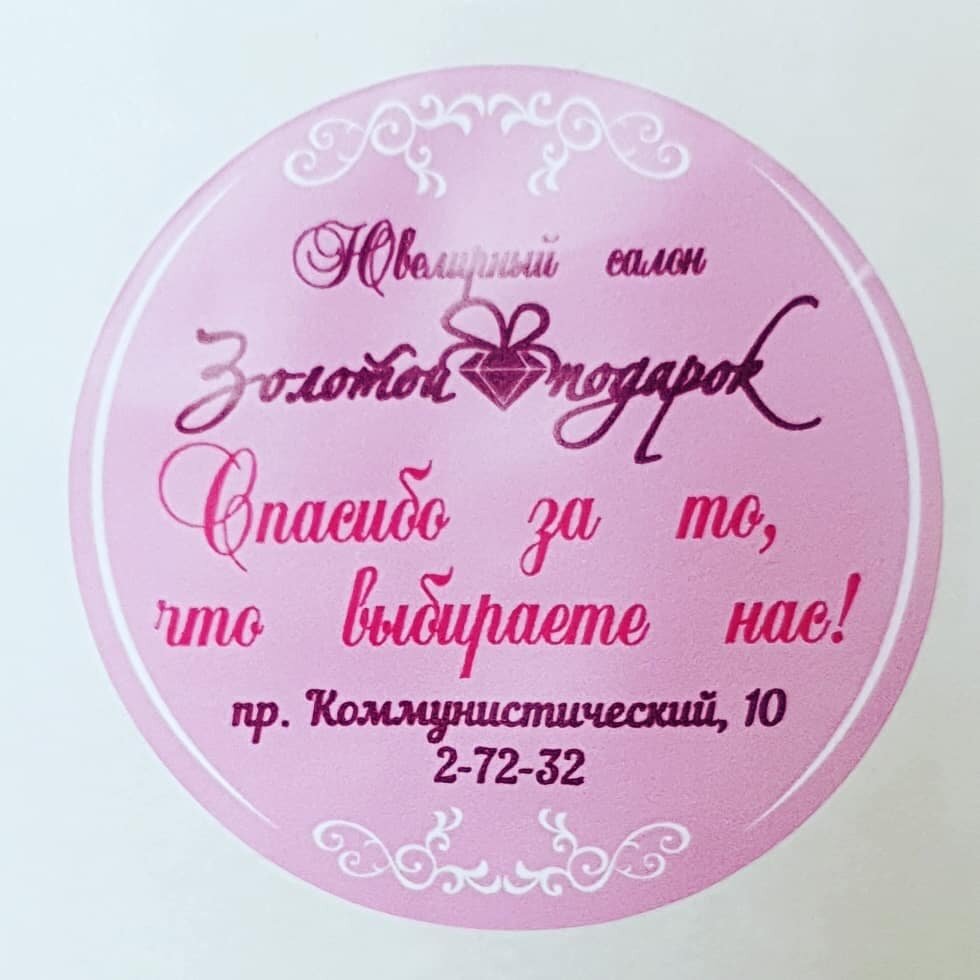 Ювелирный салон
Золотой подарок
Спасибо за то,
что выбираете нас!
пр. Коммунистический, 10
2-72-32